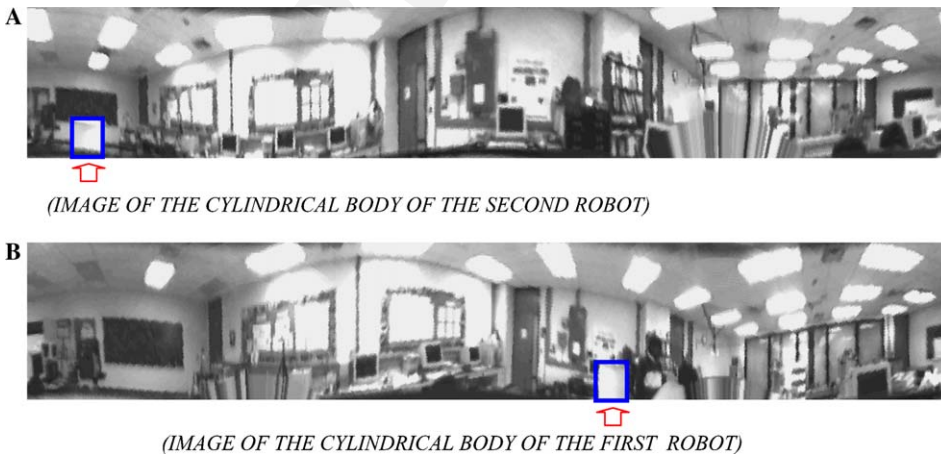 A
(IMAGE OF THE CYLINDRICAL BODY OF THE SECOND ROBOT)
B
(IMAGE OF THE CYLINDRICAL BODY OF THE FIRST ROBOT)